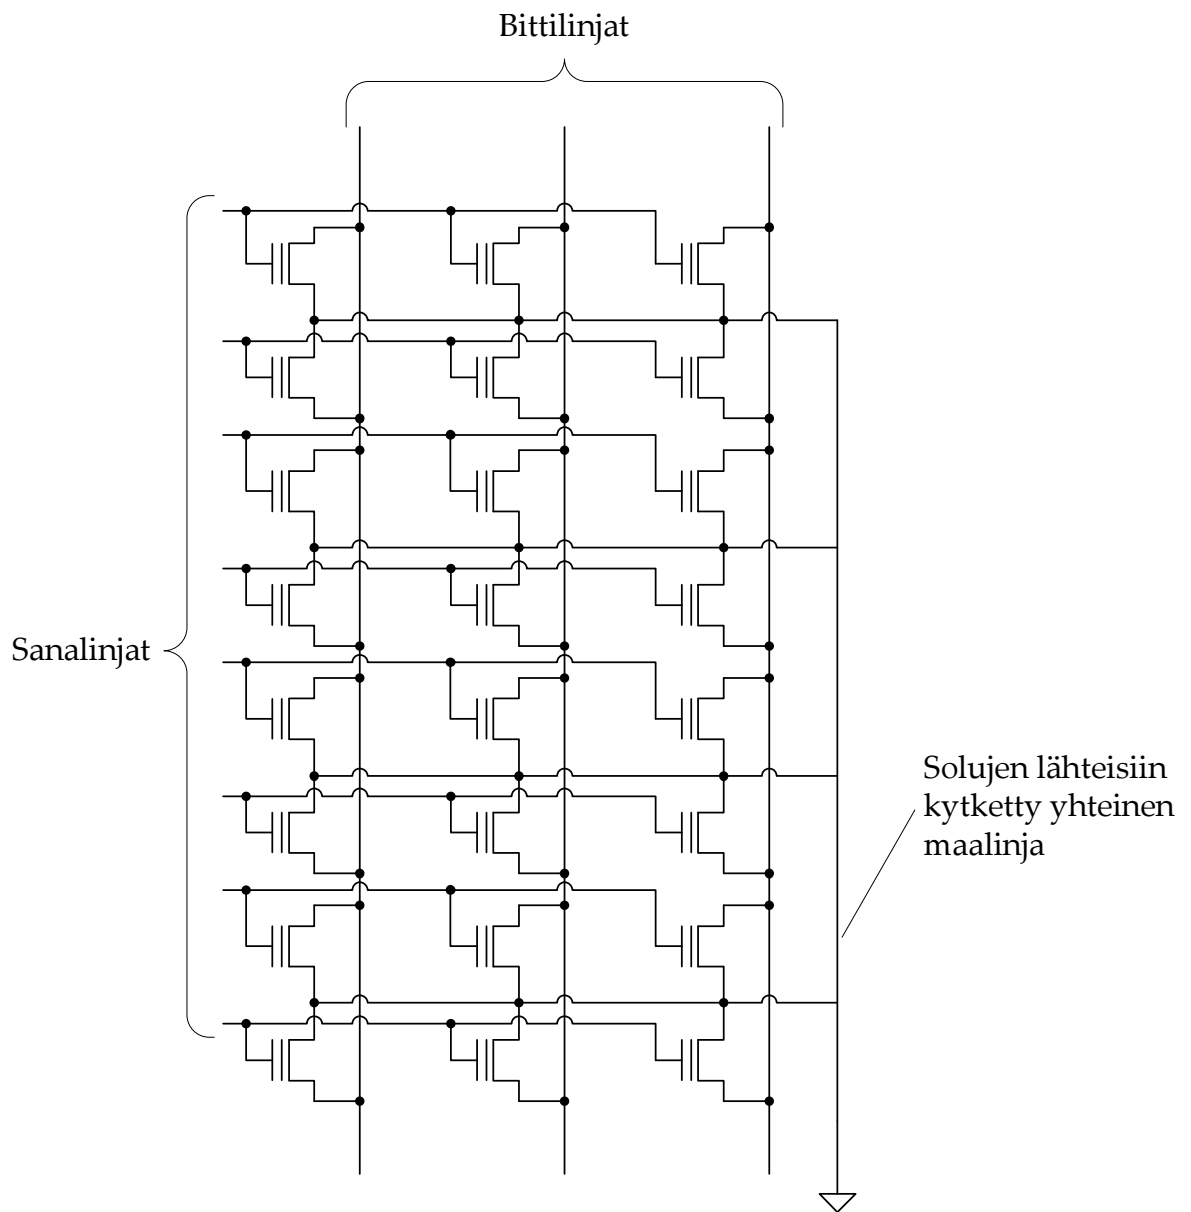 Bittilinjat
Sanalinjat
Solujen lähteisiin
kytketty yhteinen
maalinja